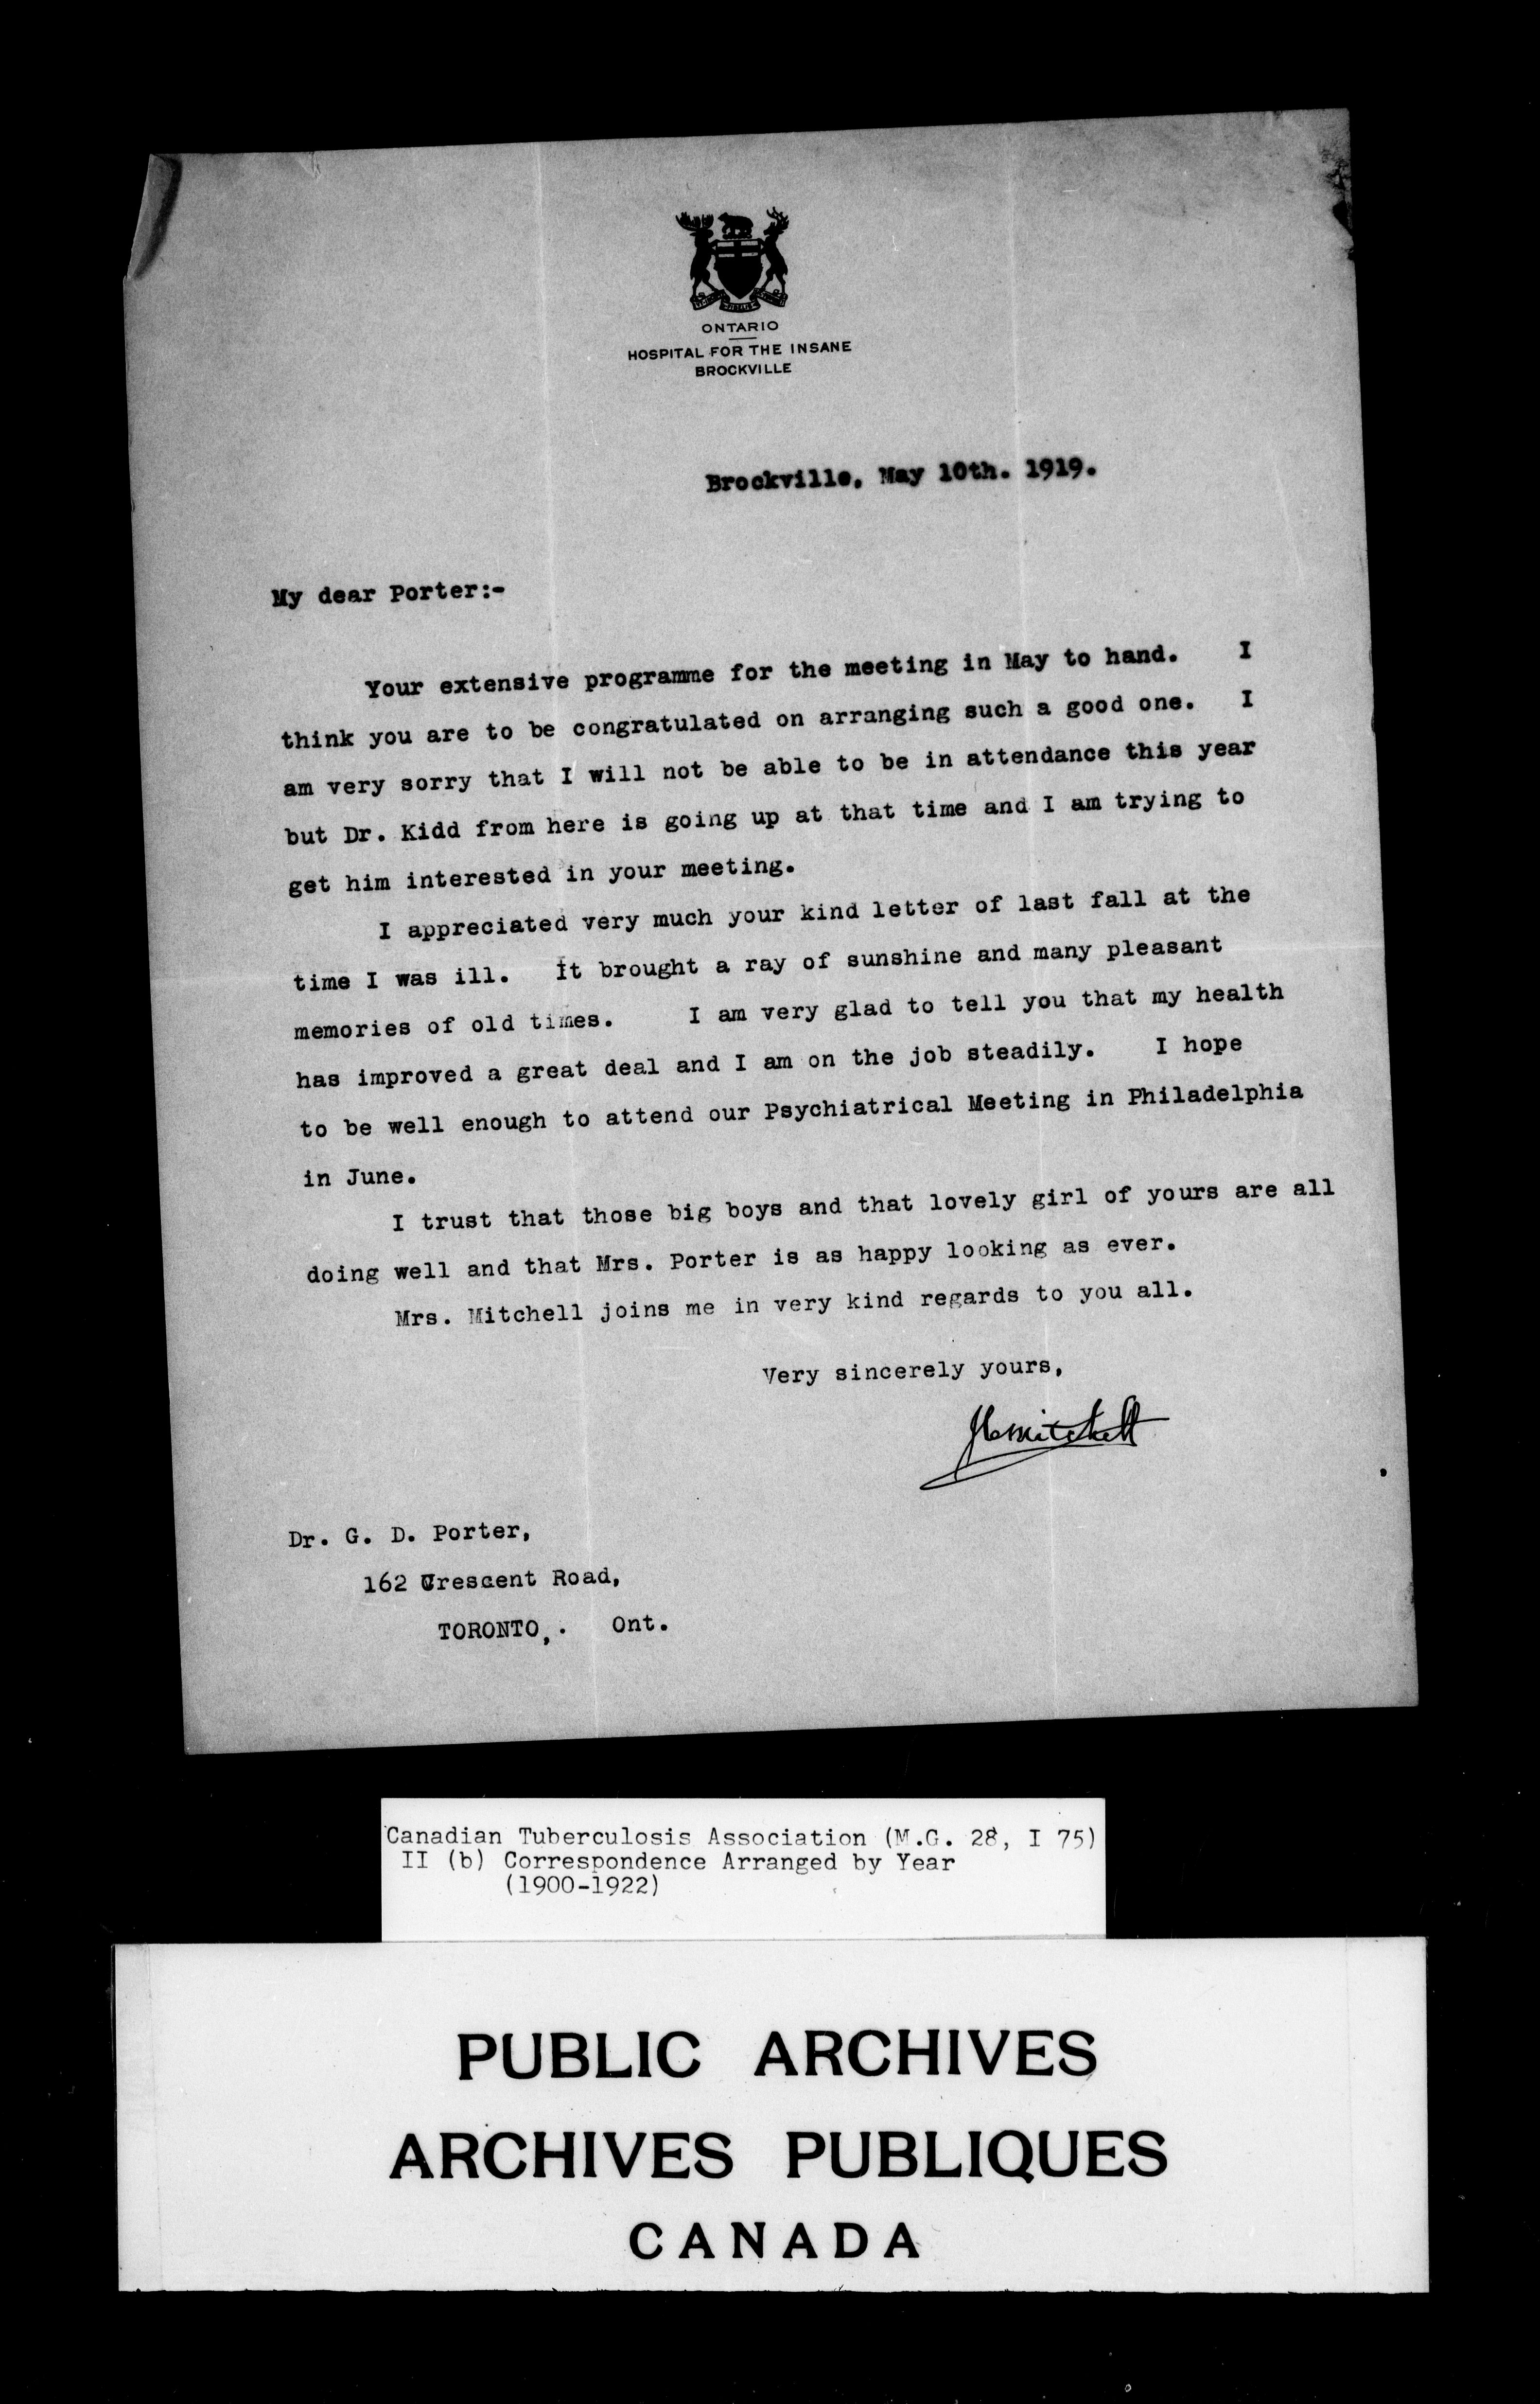 ONTARIO
HOSPITAL FOR THE INSANE
BROCKVILLE
Brockville, May 10th. 1919.
My dear Porter:-
Your extensive programme for the meeting in May to hand. I
think you are to be congratulated on arranging such a good one. I
am very sorry that I will not be able to be in attendance this year
but Dr. Kidd from here is going up at that time and I am trying to
get him interested in your meeting.
I appreciated very much your kind letter of last fall at the
time I was ill. It brought a ray of sunshine and many pleasant
memories of old times. I am very glad to tell you that my health
has improved a great deal and I am on the job steadily. I hope
to be well enough to attend our Psychiatrical Meeting in Philadelphia
in June.
I trust that those big boys and that lovely girl of yours are all
doing well and that Mrs. Porter is as happy looking as ever.
Mrs. Mitchell joins me in very kind regards to you all.
Very sincerely yours,
Mitchell
Dr. G. D. Porter,
162 Crescent Road,
TORONTO,. Ont.
Canadian Tuberculosis Association (M.G. 28, I 75)
II (b) Correspondence Arranged by Year
(1900-1922)
PUBLIC ARCHIVES
ARCHIVES PUBLIQUES
CANADA